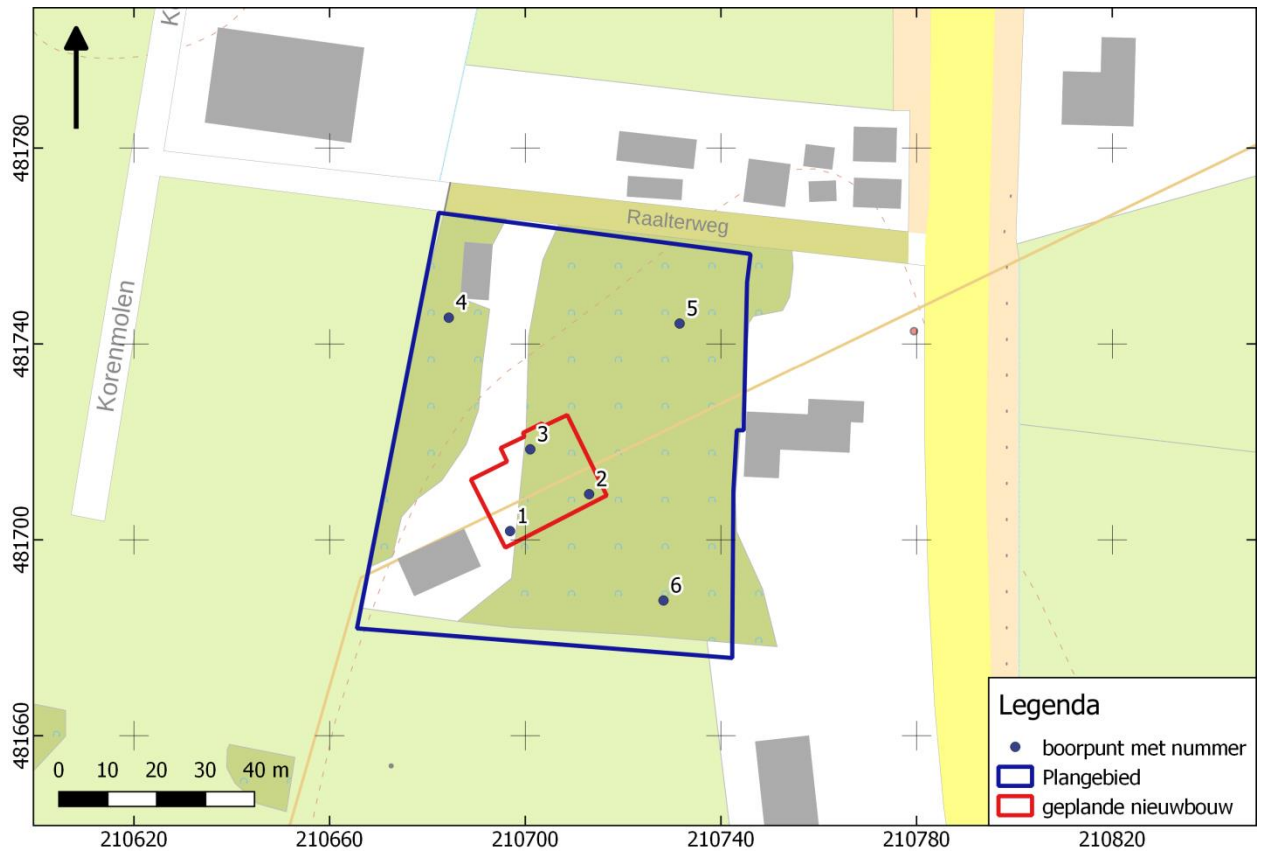 K
481780
Raalterweg
4
5
481740
Korenmolen
3
2
1
481700
6
481660
Legenda
boorpunt met nummer
Plangebied
geplande nieuwbouw
0 10 20 30 40 m
210620 210660 210700 210740 210780 210820